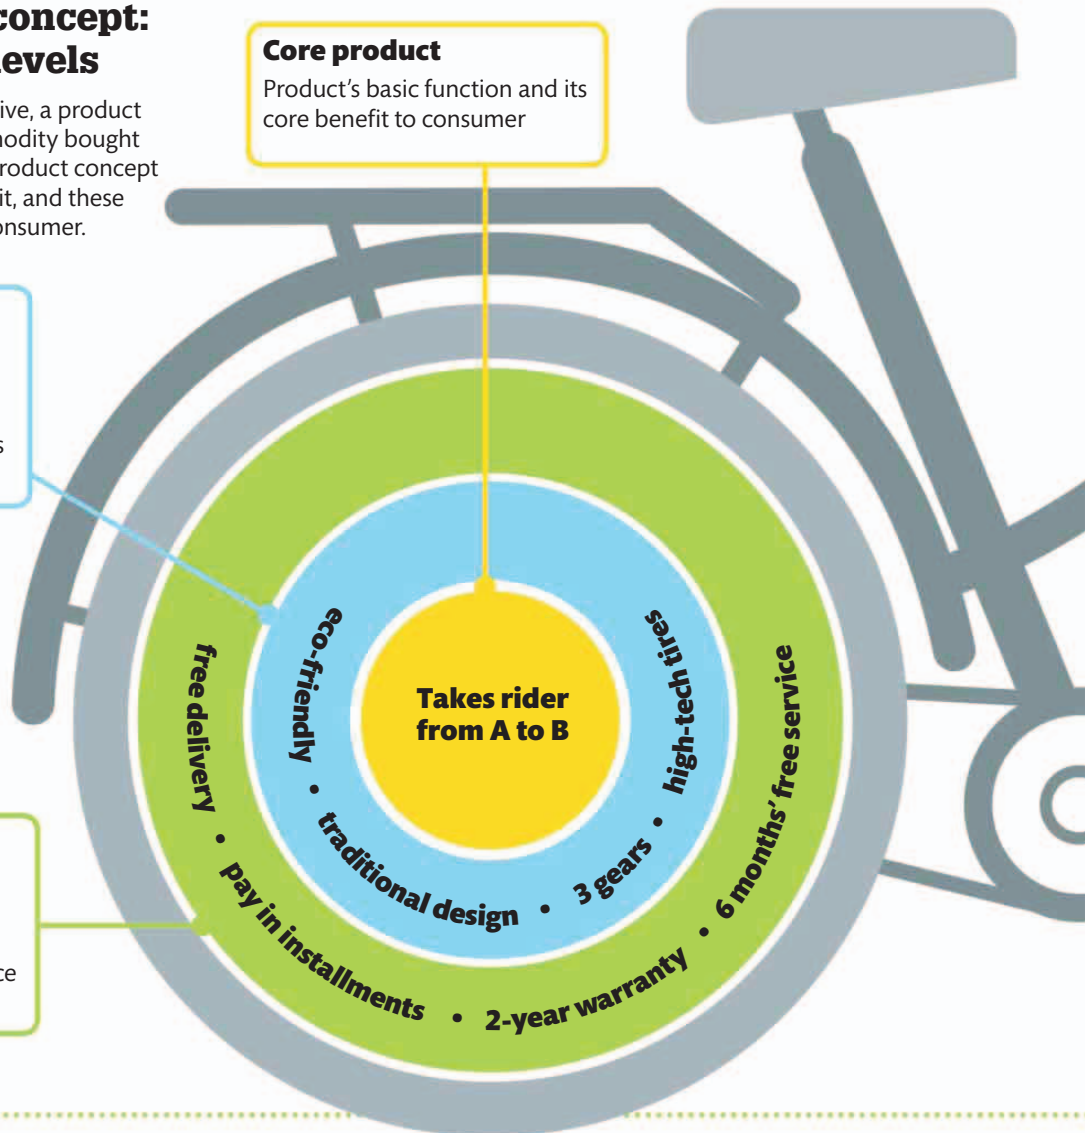 concept:
levels
ive, a product
nodity bought
roduct concept
it, and these
onsumer.
Core product
Product’s basic function and its
core benefit to consumer
s
ce
Takes rider
from A to B
eco-friendly • traditional design • 3 gears • high-tech tires
free delivery • pay in installments • 2-year warranty • 6 months’ free service